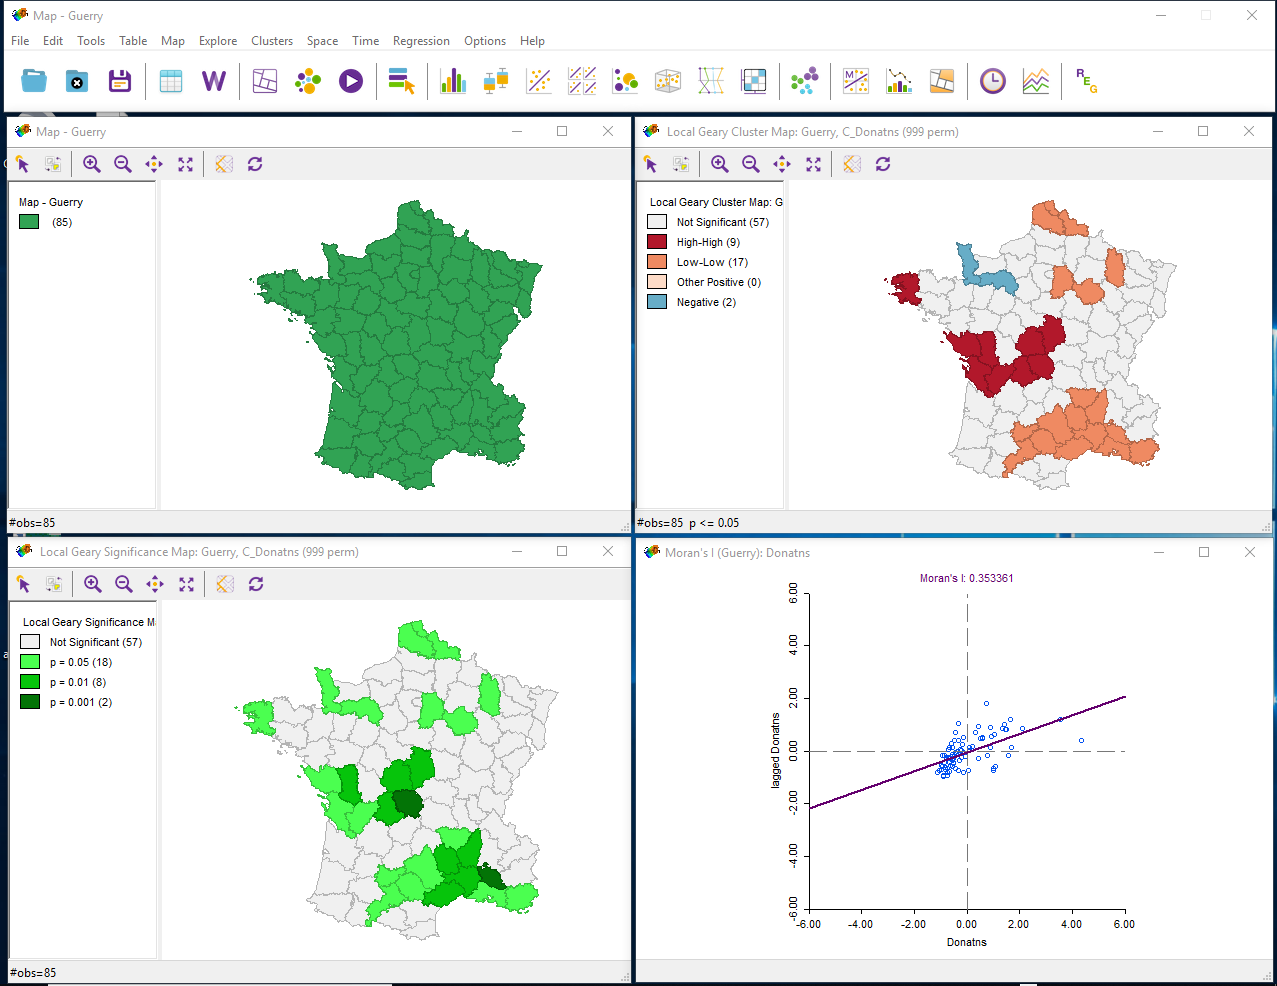 Map - Guerry
File Edit Tools Table Map Explore Clusters Space Time Regression Options Help
W
M
R
E
G
Map - Guerry
Map - Guerry
(85)
#obs=85
Local Geary Cluster Map: Guerry, C_Donatns (999 perm)
Local Geary Cluster Map: G
Not Significant (57)
High-High (9)
Low-Low (17)
Other Positive (0)
Negative (2)
#obs=85 p <= 0.05
Local Geary Significance Map: Guerry, C_Donatns (999 perm)
Local Geary Significance M
Not Significant (57)
p = 0.05 (18)
p = 0.01 (8)
p = 0.001 (2)
#obs=85
Moran's I (Guerry): Donatns
Moran's I: 0.353361
6.00
4.00
2.00
0.00
-2.00
-4.00
-6.00
lagged Donatns
-6.00 -4.00 -2.00 0.00 2.00 4.00 6.00
Donatns